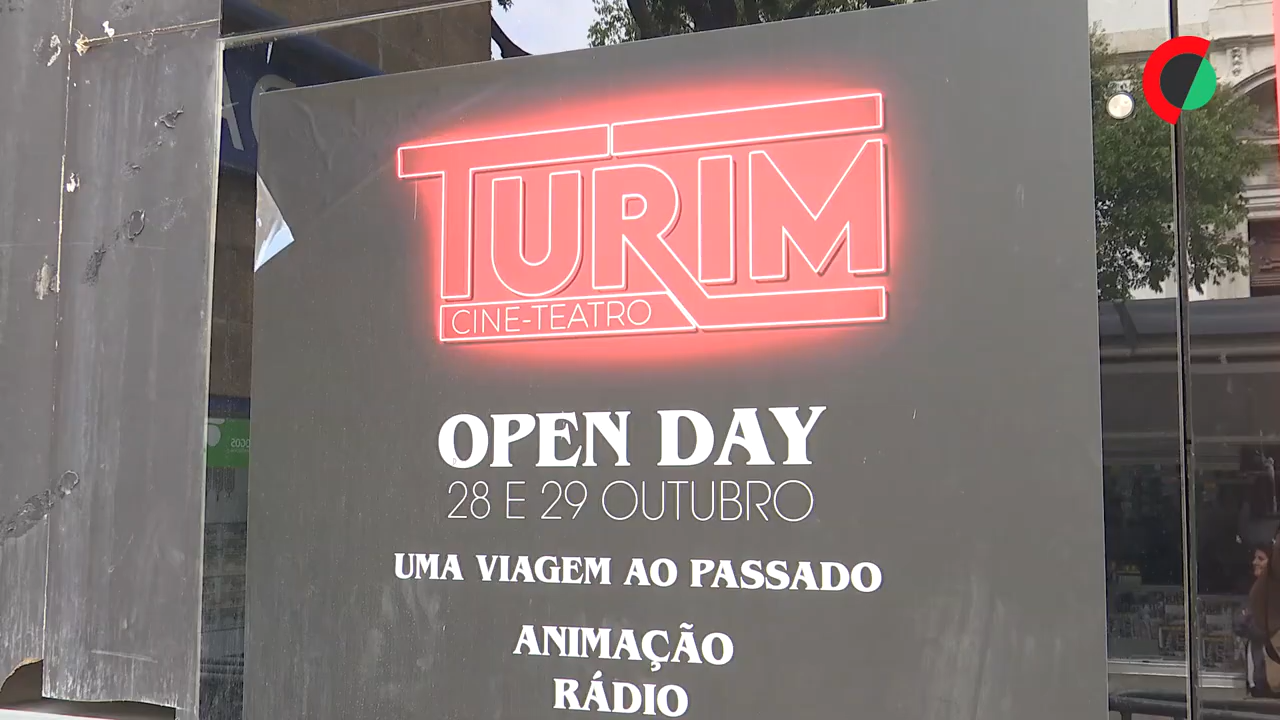 TURIM
CINE-TEATRO
OPEN DAY
28 E 29 OUTUBRO
UMA VIAGEM AO PASSADO
ANIMAÇÃO
RÁDIO